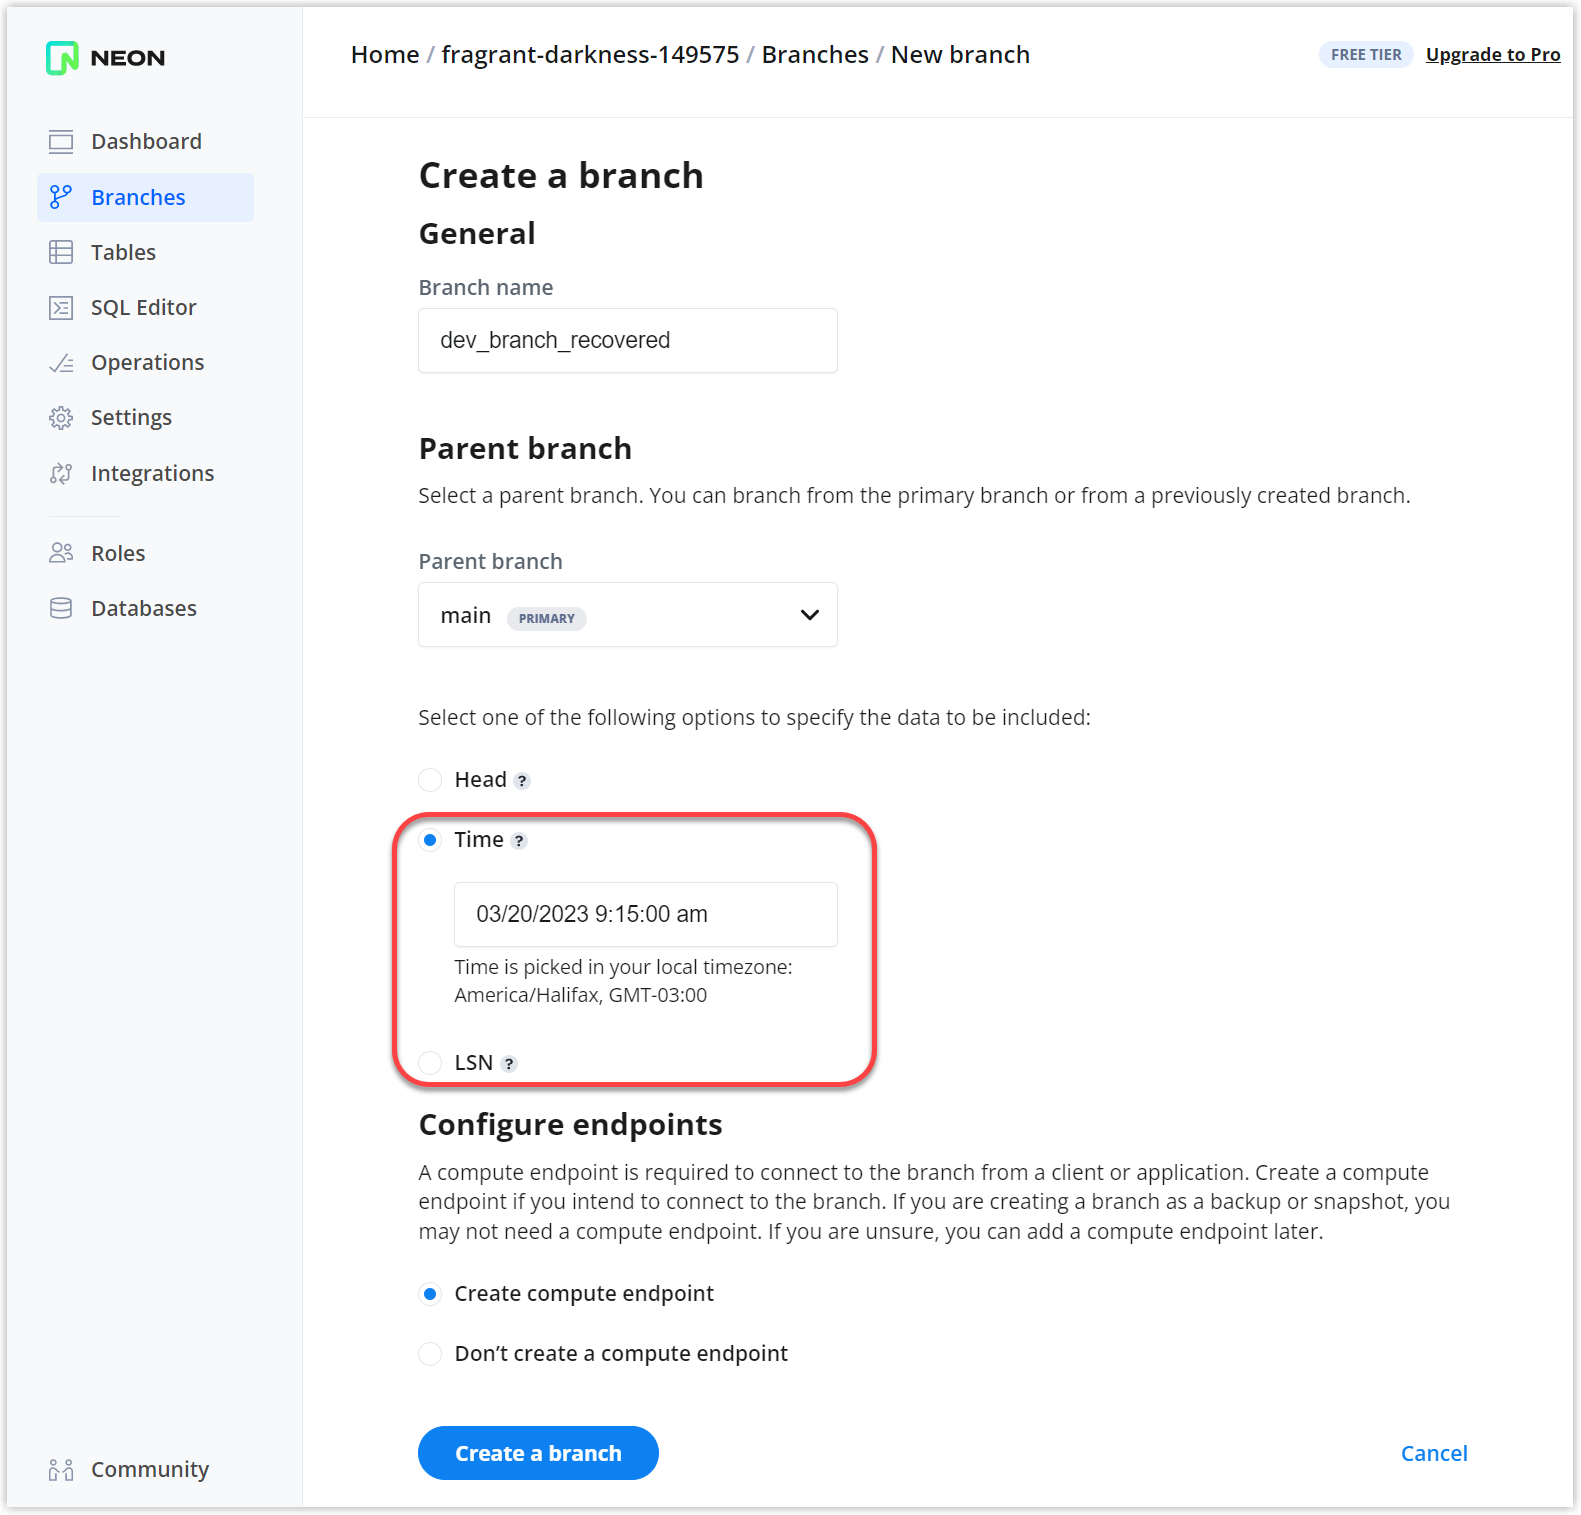 NEON
Home / fragrant-darkness-149575 / Branches / New branch
FREE TIER
Upgrade to Pro
Dashboard
Branches
Tables
SQL Editor
Operations
Settings
Integrations
Roles
Databases
Community
Create a branch
General
Branch name
dev_branch_recovered
Parent branch
Select a parent branch. You can branch from the primary branch or from a previously created branch.
Parent branch
main PRIMARY
Select one of the following options to specify the data to be included:
Head ?
Time ?
03/20/2023 9:15:00 am
Time is picked in your local timezone:
America/Halifax, GMT-03:00
LSN ?
Configure endpoints
A compute endpoint is required to connect to the branch from a client or application. Create a compute
endpoint if you intend to connect to the branch. If you are creating a branch as a backup or snapshot, you
may not need a compute endpoint. If you are unsure, you can add a compute endpoint later.
Create compute endpoint
Don’t create a compute endpoint
Create a branch
Cancel